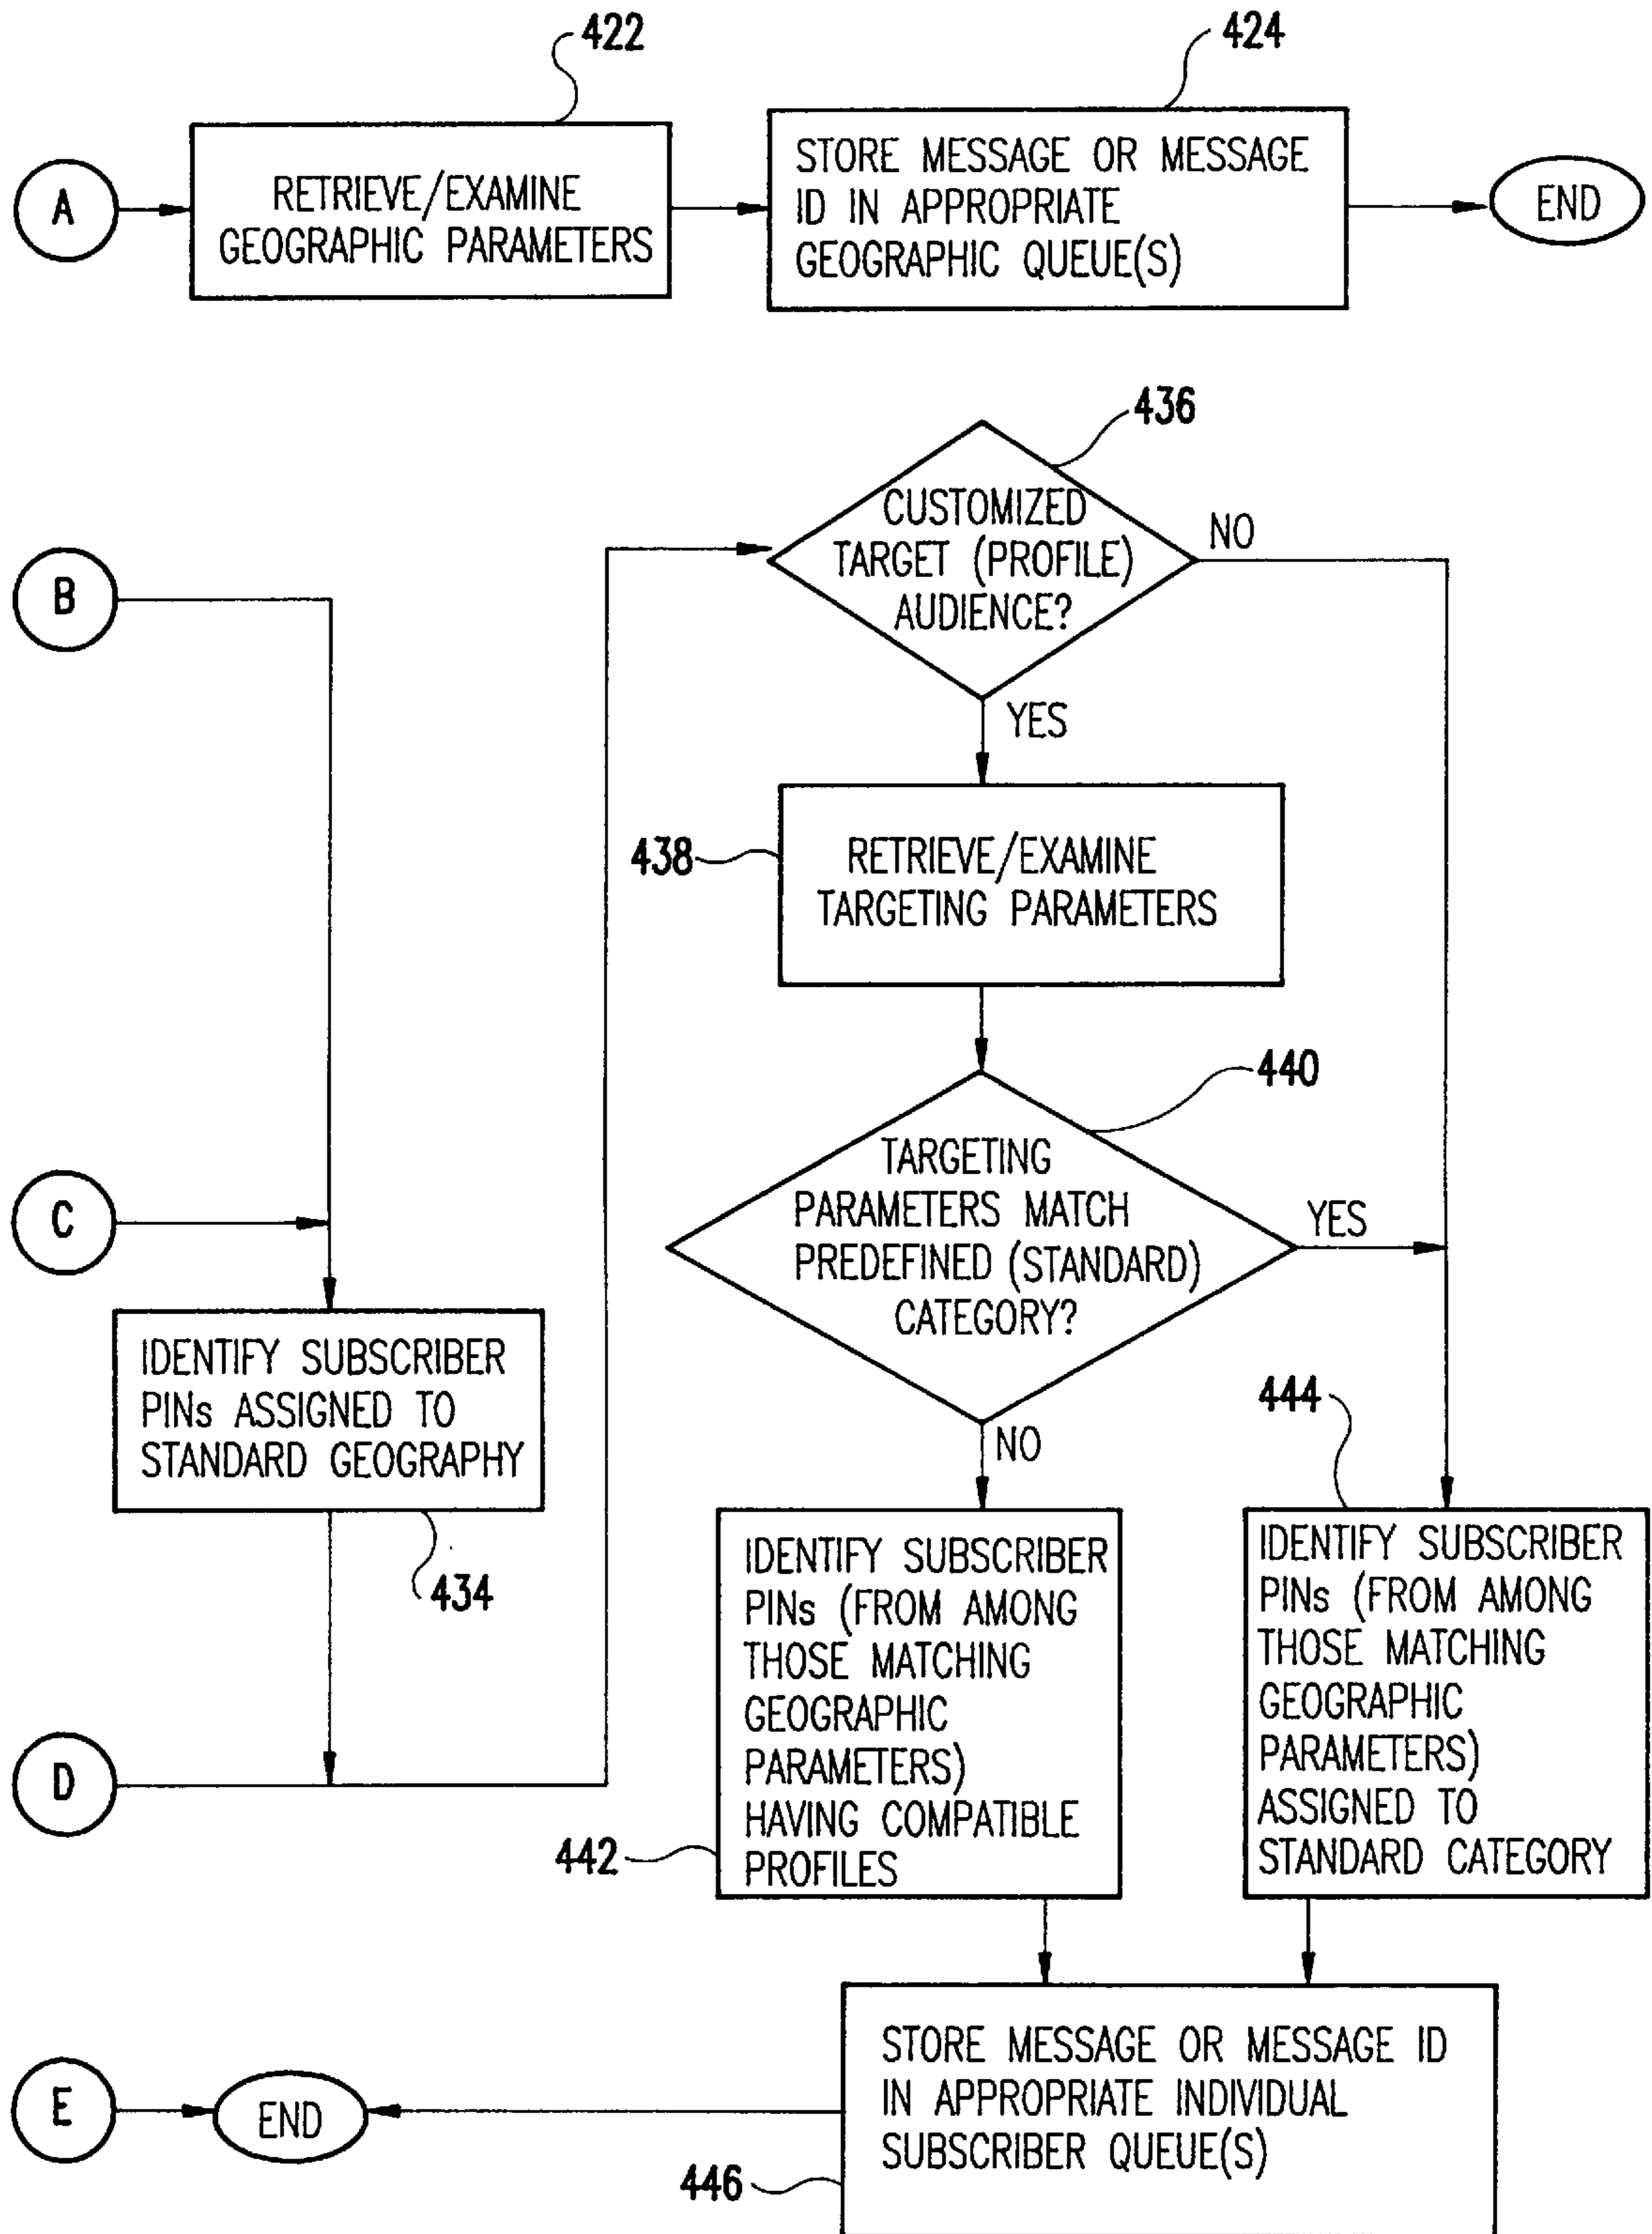 422
424
A
RETRIEVE/EXAMINE
GEOGRAPHIC PARAMETERS
STORE MESSAGE OR MESSAGE
ID IN APPROPRIATE
GEOGRAPHIC QUEUE(S)
END
436
CUSTOMIZED
TARGET (PROFILE)
AUDIENCE?
NO
B
YES
438
RETRIEVE/EXAMINE
TARGETING PARAMETERS
440
TARGETING
PARAMETERS MATCH
PREDEFINED (STANDARD)
CATEGORY?
YES
C
NO
IDENTIFY SUBSCRIBER
PINs ASSIGNED TO
STANDARD GEOGRAPHY
434
444
IDENTIFY SUBSCRIBER
PINs (FROM AMONG
THOSE MATCHING
GEOGRAPHIC
PARAMETERS)
HAVING COMPATIBLE
PROFILES
442
IDENTIFY SUBSCRIBER
PINs (FROM AMONG
THOSE MATCHING
GEOGRAPHIC
PARAMETERS)
ASSIGNED TO
STANDARD CATEGORY
D
E
END
STORE MESSAGE OR MESSAGE ID
IN APPROPRIATE INDIVIDUAL
SUBSCRIBER QUEUE(S)
446